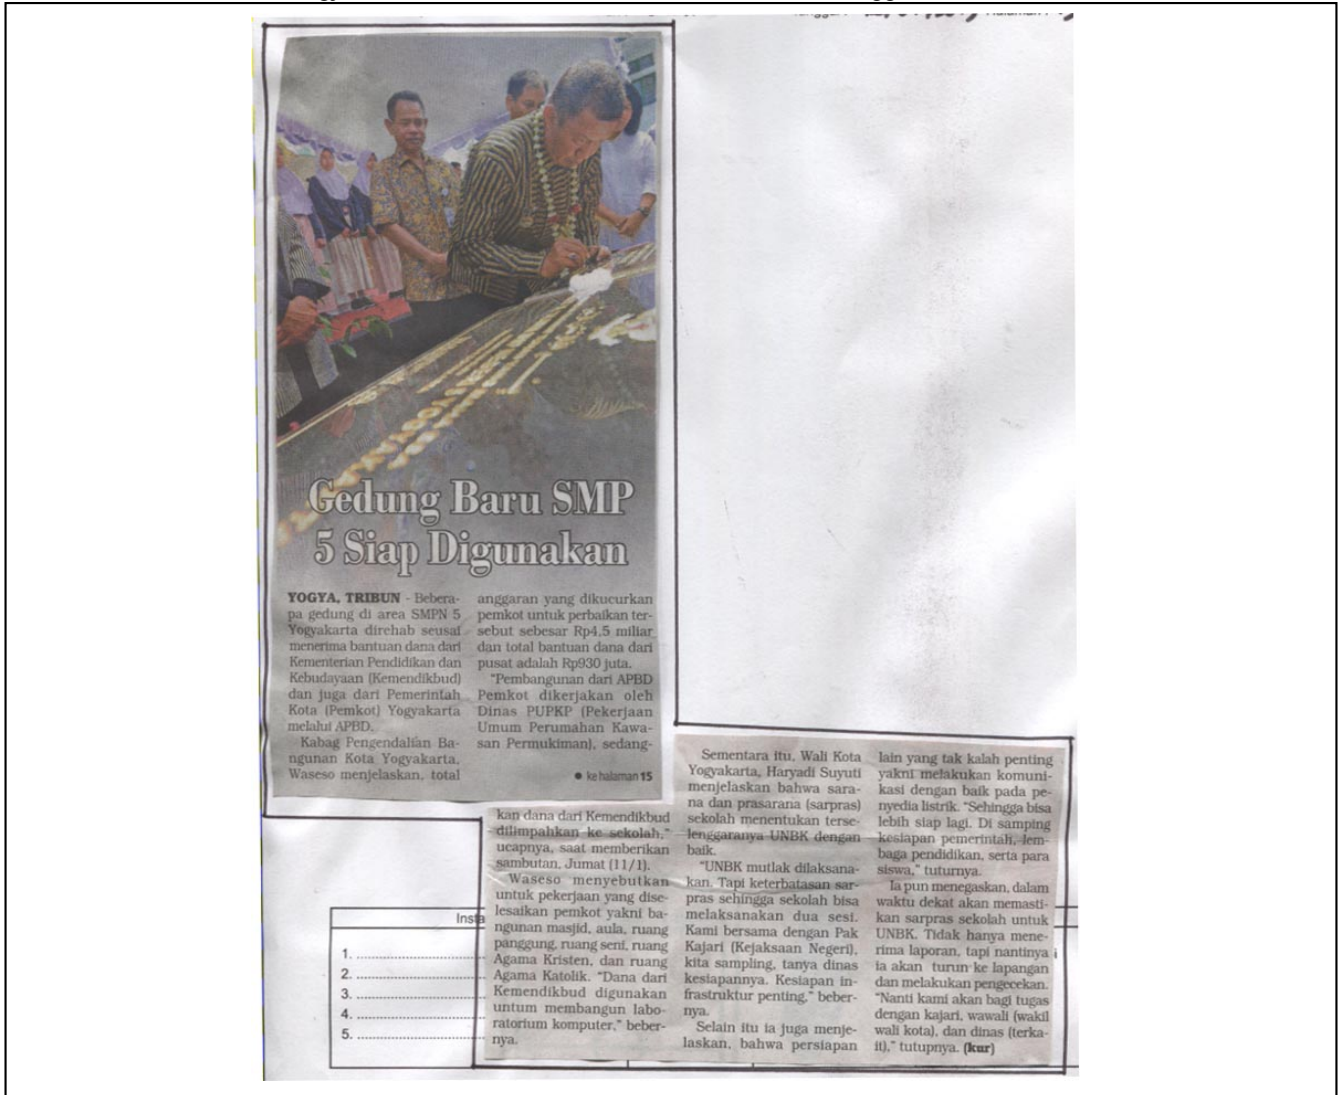 Gedung Baru SMP
5 Siap Digunakan
YOGYA, TRIBUN - Bebera-
pa gedung di area SMPN 5
Yogyakarta direhab seusai
menerima bantuan dana dari
Kementerian Pendidikan dan
Kebudayaan (Kemendikbud)
dan juga dari Pemerintah
Kota (Pemkot) Yogyakarta
melalui APBD.
Kabag Pengendalian Ba-
ngunan Kota Yogyakarta,
Waseso menjelaskan, total
anggaran yang dikucurkan
pemkot untuk perbaikan ter-
sebut sebesar Rp4,5 miliar
dan total bantuan dana dari
pusat adalah Rp930 juta.
"Pembangunan dari APBD
Pemkot dikerjakan oleh
Dinas PUPKP (Pekerjaan
Umum Perumahan Kawa-
san Permukiman), sedang-
● ke halaman 15
kan dana dari Kemendikbud
dilimpahkan ke sekolah,"
ucapnya, saat memberikan
sambutan, Jumat (11/1).
Waseso menyebutkan
untuk pekerjaan yang dise-
lesaikan pemkot yakni ba-
ngunan masjid, aula, ruang
panggung, ruang seni, ruang
Agama Kristen, dan ruang
Agama Katolik. "Dana dari
Kemendikbud digunakan
untum membangun labo-
ratorium komputer," beber-
nya.
Sementara itu, Wali Kota
Yogyakarta, Haryadi Suyuti
menjelaskan bahwa sara-
na dan prasarana (sarpras)
sekolah menentukan terse-
lenggaranya UNBK dengan
baik.
"UNBK mutlak dilaksana-
kan. Tapi keterbatasan sar-
pras sehingga sekolah bisa
melaksanakan dua sesi.
Kami bersama dengan Pak
Kajari (Kejaksaan Negeri),
kita sampling, tanya dinas
kesiapannya. Kesiapan in-
frastruktur penting," beber-
nya.
Selain itu ia juga menje-
laskan, bahwa persiapan
lain yang tak kalah penting
yakni melakukan komuni-
kasi dengan baik pada pe-
nyedia listrik. "Sehingga bisa
lebih siap lagi. Di samping
kesiapan pemerintah, lem-
baga pendidikan, serta para
siswa," tuturnya.
Ia pun menegaskan, dalam
waktu dekat akan memasti-
kan sarpras sekolah untuk
UNBK. Tidak hanya mene-
rima laporan, tapi nantinya
ia akan turun ke lapangan
dan melakukan pengecekan.
"Nanti kami akan bagi tugas
dengan kajari, wawali (wakil
wali kota), dan dinas (terka-
it)," tutupnya. (kur)
Insta
1.
2.
3.
4.
5.